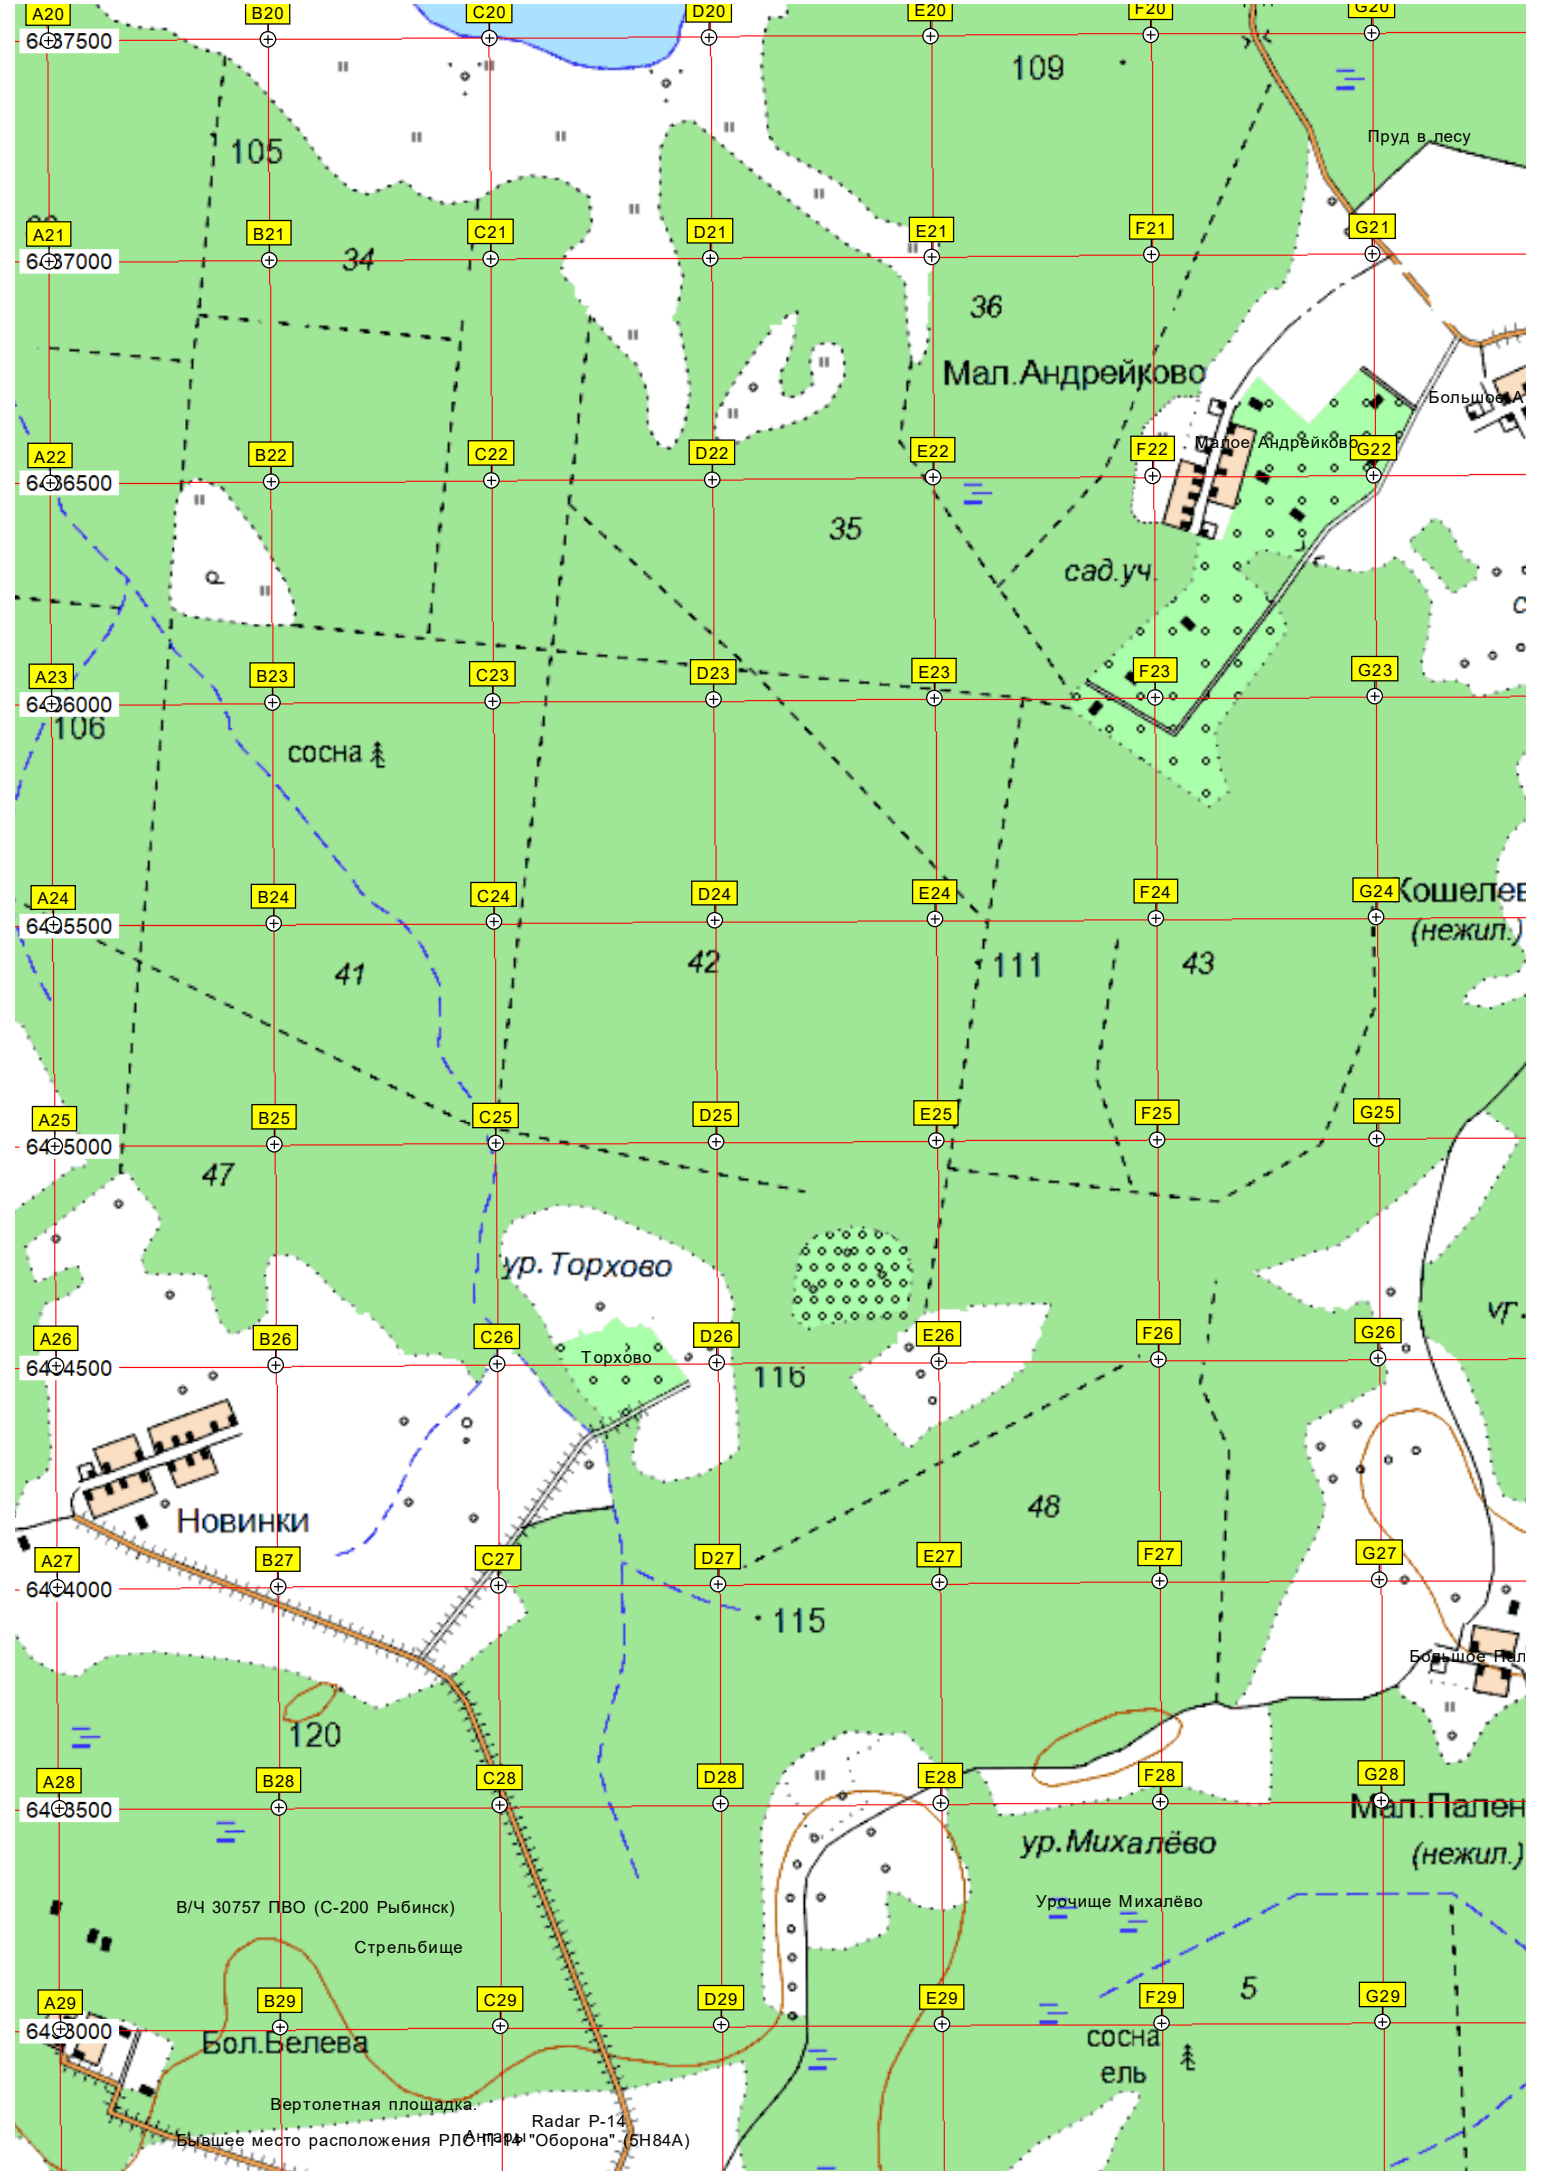 A20 B20 C20 D20 E20 F20 G20
6437500
109
Пруд в лесу
105
A21 B21 C21 D21 E21 F21 G21
6437000
34
36
Мал.Андрейково
Большое А
Малое Андрейково
A22 B22 C22 D22 E22 F22 G22
6436500
35
сад.уч.
A23 B23 C23 D23 E23 F23 G23
6436000
106
сосна
A24 B24 C24 D24 E24 F24 G24
Кошелев
6435500
(нежил.)
41
42
111
43
A25 B25 C25 D25 E25 F25 G25
6435000
47
ур.Торхово
ур.
A26 B26 C26 D26 E26 F26 G26
Торхово
6434500
116
48
Новинки
A27 B27 C27 D27 E27 F27 G27
6434000
115
Большое Пал
120
A28 B28 C28 D28 E28 F28 G28
6433500
Мал.Пален
ур.Михалёво
(нежил.)
Урочище Михалёво
В/Ч 30757 ПВО (С-200 Рыбинск)
Стрельбище
5
A29 B29 C29 D29 E29 F29 G29
6433000
Бол.Белева
сосна
ель
Вертолетная площадка.
Radar P-14
Ангары
Бывшее место расположения РЛС П-14 "Оборона" (5Н84А)